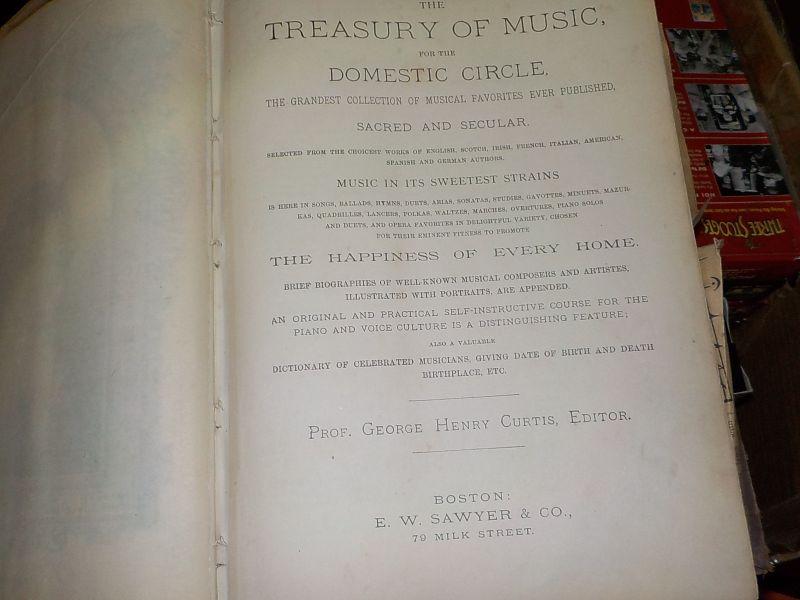 THE
TREASURY OF MUSIC,
FOR THE
DOMESTIC CIRCLE,
THE GRANDEST COLLECTION OF MUSICAL FAVORITES EVER PUBLISHED,
SACRED AND SECULAR.
SELECTED FROM THE CHOICEST WORKS OF ENGLISH, SCOTCH, IRISH, FRENCH, ITALIAN, AMERICAN,
SPANISH AND GERMAN AUTHORS.
MUSIC IN ITS SWEETEST STRAINS
IS HERE IN SONGS, BALLADS, HYMNS, DUETS, ARIAS, SONATAS, STUDIES, GAVOTTES, MINUETS, MAZUR-
KAS, QUADRILLES, LANCERS, POLKAS, WALTZES, MARCHES, OVERTURES, PIANO SOLOS
AND DUETS, AND OPERA FAVORITES IN DELIGHTFUL VARIETY, CHOSEN
FOR THEIR EMINENT FITNESS TO PROMOTE
THE HAPPINESS OF EVERY HOME.
BRIEF BIOGRAPHIES OF WELL-KNOWN MUSICAL COMPOSERS AND ARTISTES,
ILLUSTRATED WITH PORTRAITS, ARE APPENDED.
AN ORIGINAL AND PRACTICAL SELF-INSTRUCTIVE COURSE FOR THE
PIANO AND VOICE CULTURE IS A DISTINGUISHING FEATURE;
ALSO A VALUABLE
DICTIONARY OF CELEBRATED MUSICIANS, GIVING DATE OF BIRTH AND DEATH
BIRTHPLACE, ETC.
PROF. GEORGE HENRY CURTIS, EDITOR.
BOSTON:
E. W. SAWYER & CO.,
79 MILK STREET.
THE
THREE STOOGES